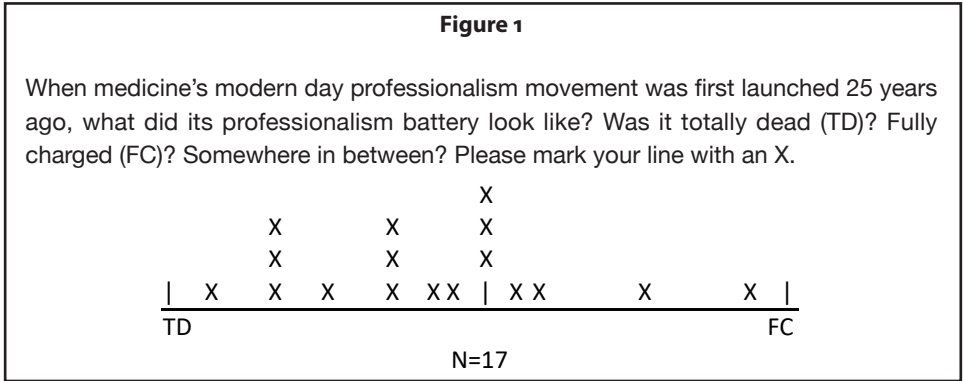 Figure 1
When medicine’s modern day professionalism movement was first launched 25 years
ago, what did its professionalism battery look like? Was it totally dead (TD)? Fully
charged (FC)? Somewhere in between? Please mark your line with an X.
X
X X X
X X X
| X X X X X X | X X X X |
TD FC
N=17